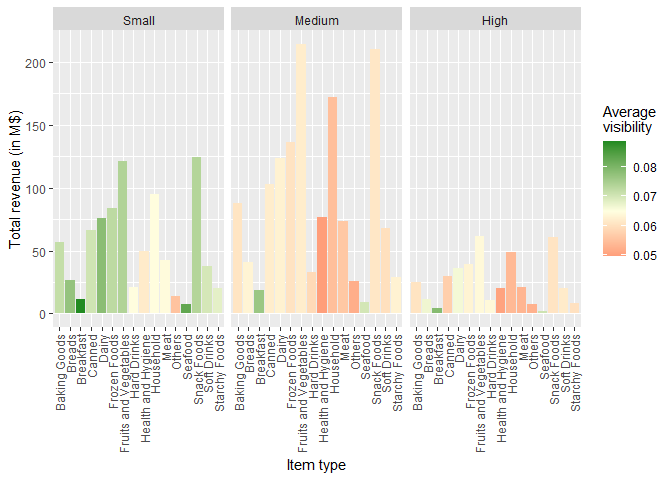 Small Medium High
Total revenue (in M$)
200
150
100
50
0
Baking Goods
Breads
Breakfast
Canned
Dairy
Frozen Foods
Fruits and Vegetables
Hard Drinks
Health and Hygiene
Household
Meat
Others
Seafood
Snack Foods
Soft Drinks
Starchy Foods
Baking Goods
Breads
Breakfast
Canned
Dairy
Frozen Foods
Fruits and Vegetables
Hard Drinks
Health and Hygiene
Household
Meat
Others
Seafood
Snack Foods
Soft Drinks
Starchy Foods
Baking Goods
Breads
Breakfast
Canned
Dairy
Frozen Foods
Fruits and Vegetables
Hard Drinks
Health and Hygiene
Household
Meat
Others
Seafood
Snack Foods
Soft Drinks
Starchy Foods
Item type
Average
visibility
0.08
0.07
0.06
0.05